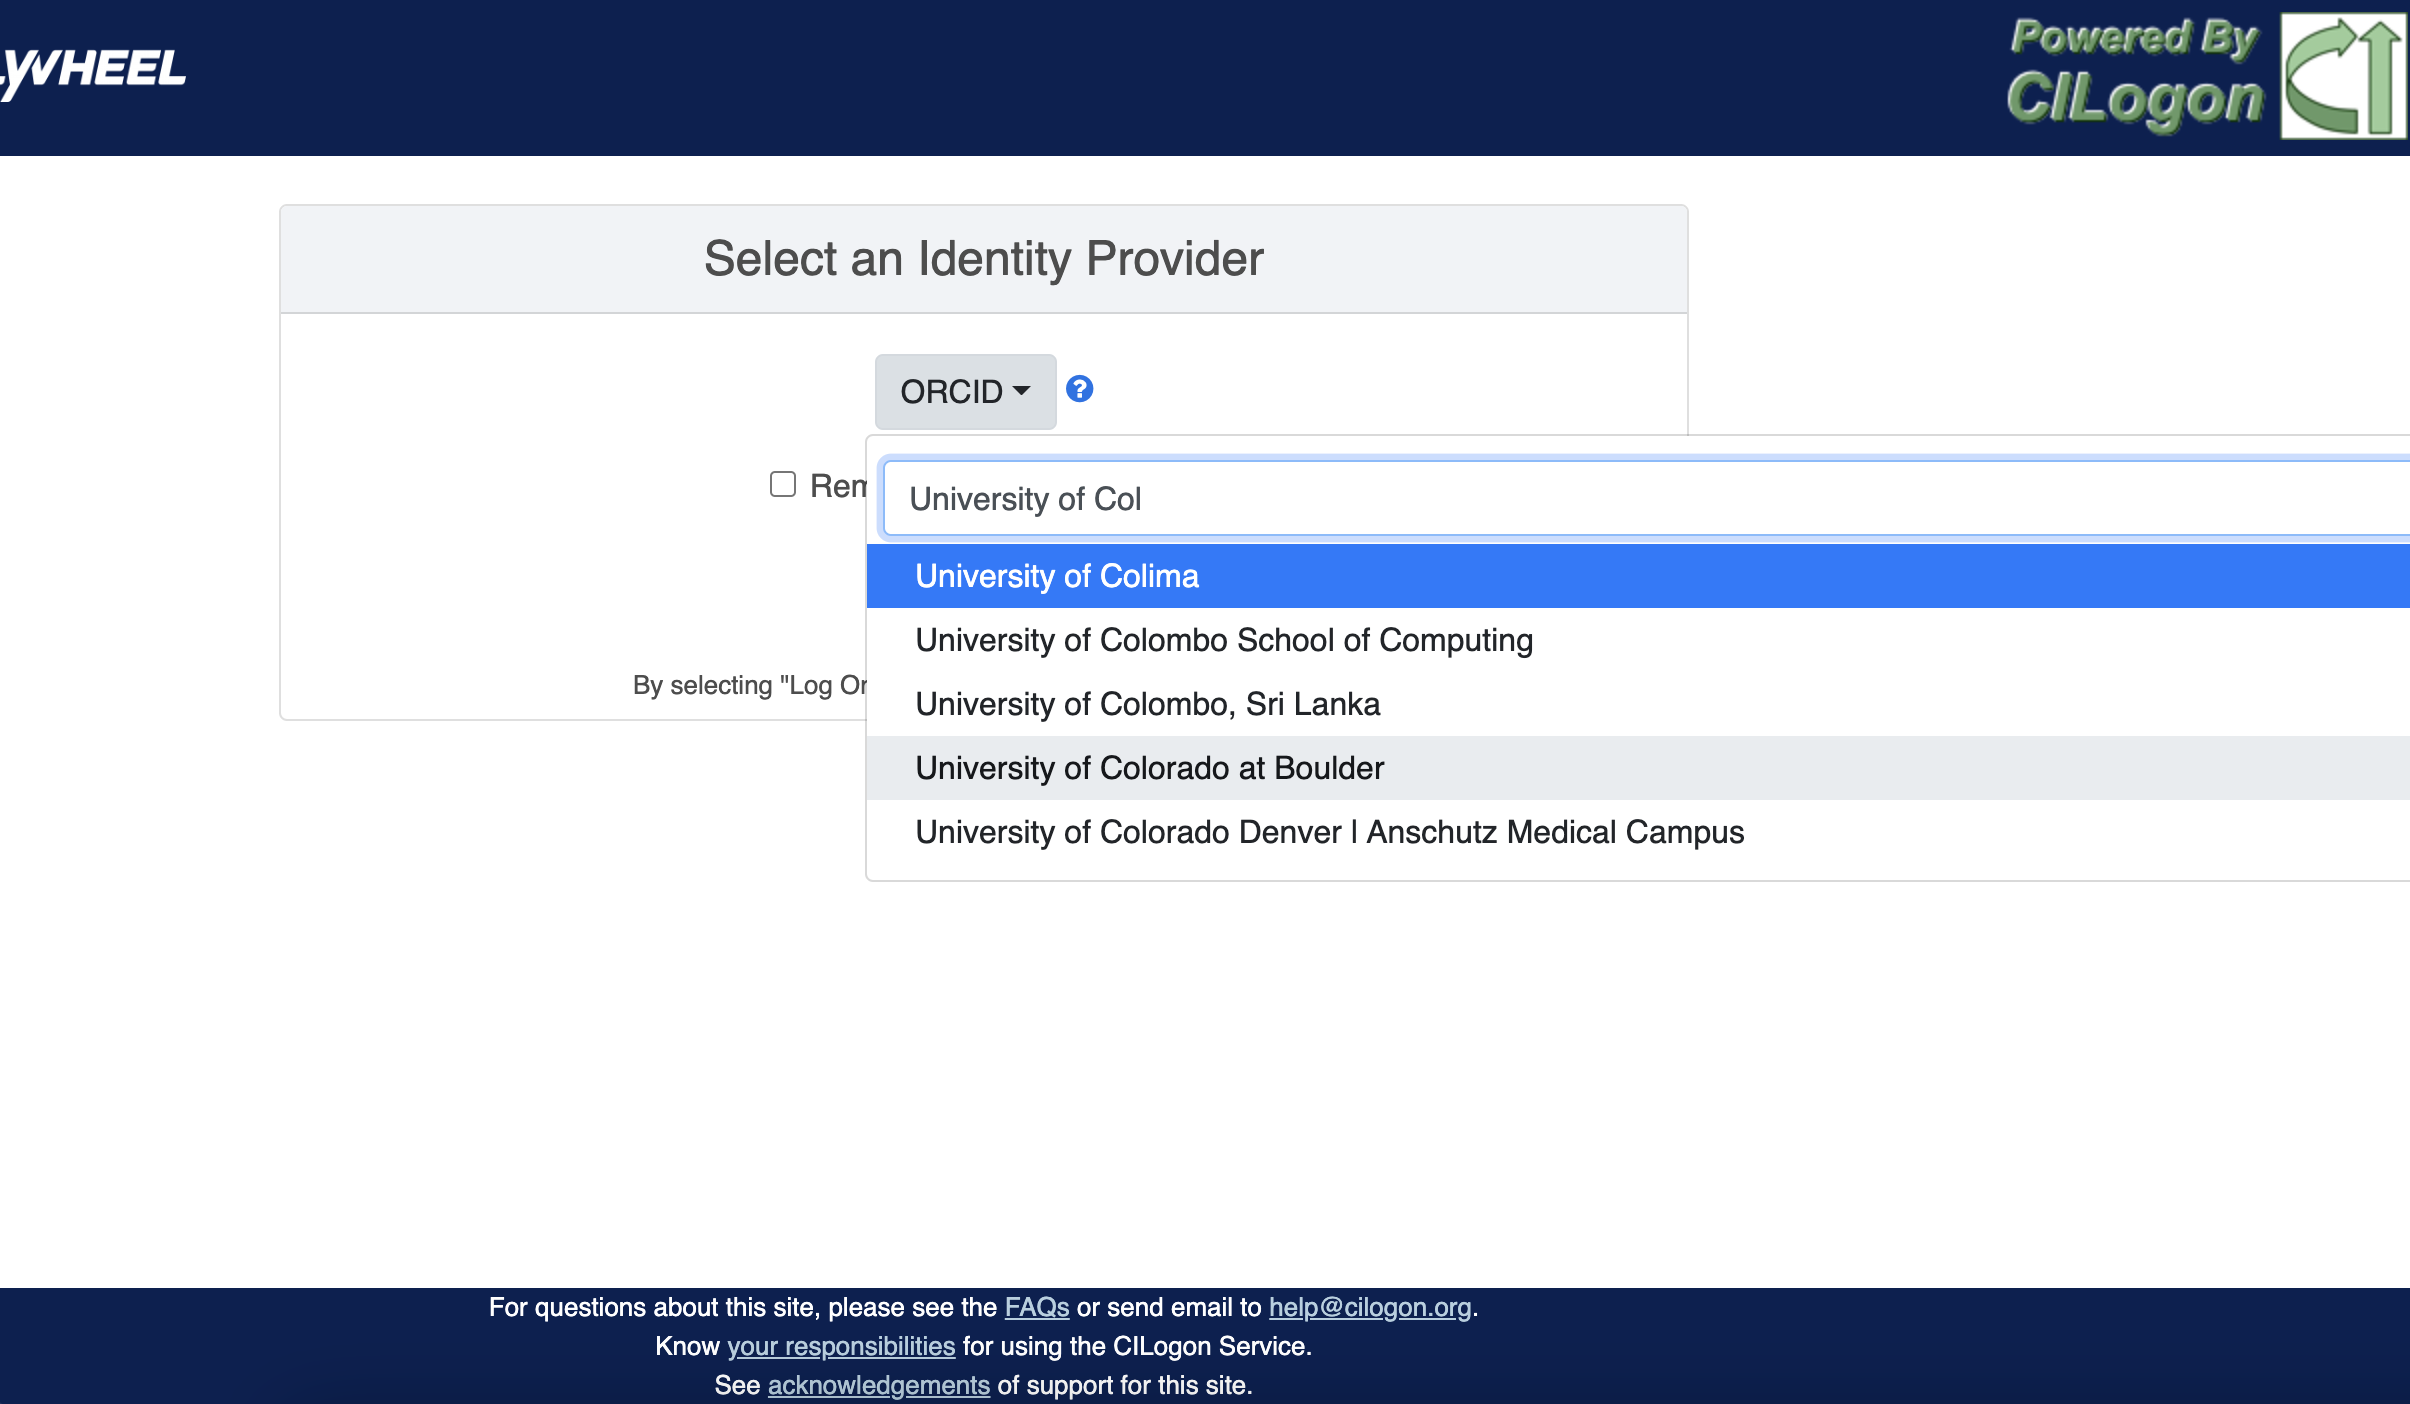 LYWHEEL
Powered By
CILogon
Select an Identity Provider
ORCID
?
Rem
University of Col
University of Colima
University of Colombo School of Computing
University of Colombo, Sri Lanka
University of Colorado at Boulder
University of Colorado Denver | Anschutz Medical Campus
By selecting "Log On
For questions about this site, please see the FAQs or send email to help@cilogon.org.
Know your responsibilities for using the CILogon Service.
See acknowledgements of support for this site.